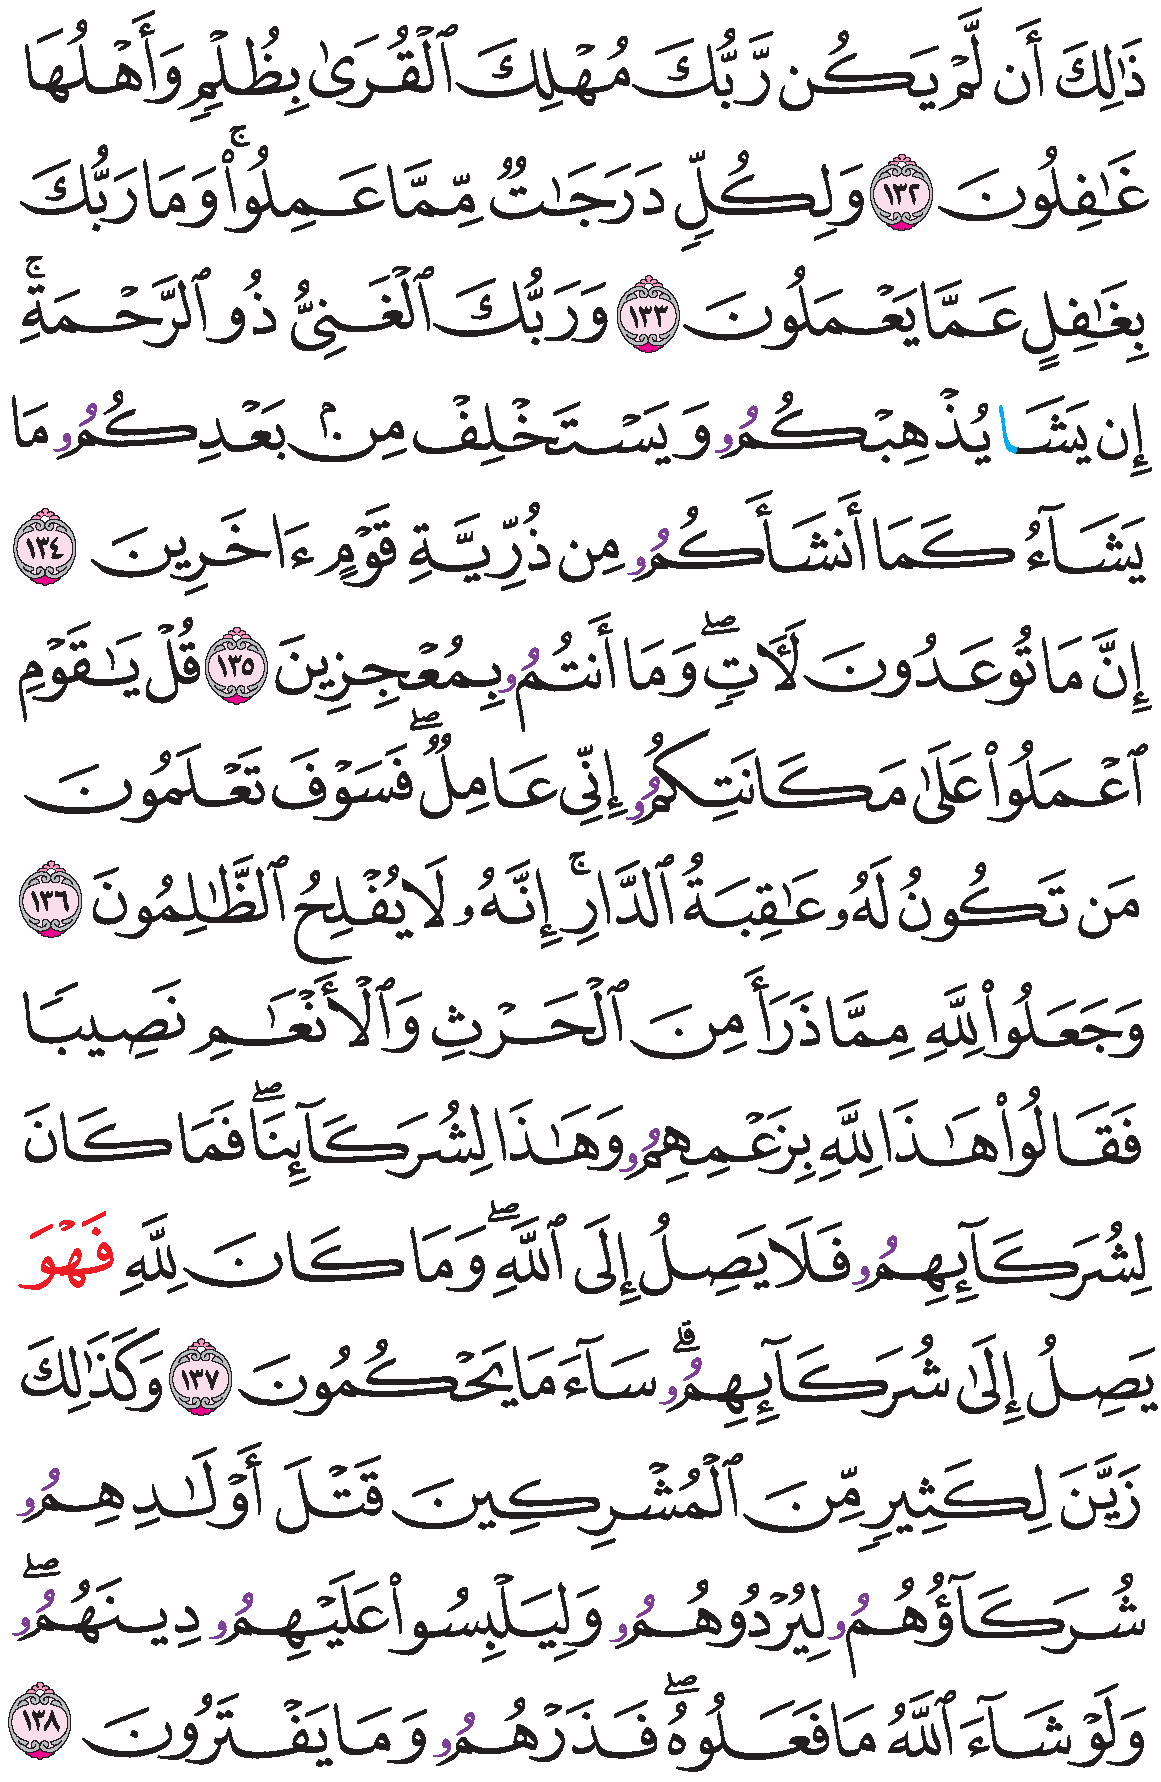 ذَٰلِكَ أَن لَّمْ يَكُن رَّبُّكَ مُهْلِكَ ٱلْقُرَىٰ بِظُلْمٍ وَأَهْلُهَا
غَٰفِلُونَ ١٣٢ وَلِكُلٍّ دَرَجَٰتٌ مِّمَّا عَمِلُوا۟ ۚ وَمَا رَبُّكَ
بِغَٰفِلٍ عَمَّا يَعْمَلُونَ ١٣٣ وَرَبُّكَ ٱلْغَنِىُّ ذُو ٱلرَّحْمَةِ ۚ
إِن يَشَا يُذْهِبْكُمُۥ وَيَسْتَخْلِفْ مِنۢ بَعْدِكُمُۥ مَا
يَشَآءُ كَمَا أَنشَأَكُمُۥ مِن ذُرِّيَّةِ قَوْمٍ ءَاخَرِينَ ١٣٤
إِنَّ مَا تُوعَدُونَ لَأَاتٍ ۖ وَمَا أَنتُمُۥ بِمُعْجِزِينَ ١٣٥ قُلْ يَٰقَوْمِ
ٱعْمَلُوا۟ عَلَىٰ مَكَانَتِكُمُۥ إِنِّى عَامِلٌ ۖ فَسَوْفَ تَعْلَمُونَ
مَن تَكُونُ لَهُۥ عَٰقِبَةُ ٱلدَّارِ ۚ إِنَّهُۥ لَا يُفْلِحُ ٱلظَّٰلِمُونَ ١٣٦
وَجَعَلُوا۟ لِلَّهِ مِمَّا ذَرَأَ مِنَ ٱلْحَرْثِ وَٱلْأَنْعَٰمِ نَصِيبًا
فَقَالُوا۟ هَٰذَا لِلَّهِ بِزَعْمِهِمُۥ وَهَٰذَا لِشُرَكَآئِنَا ۖ فَمَا كَانَ
لِشُرَكَآئِهِمُۥ فَلَا يَصِلُ إِلَى ٱللَّهِ ۖ وَمَا كَانَ لِلَّهِ فَهْوَ
يَصِلُ إِلَىٰ شُرَكَآئِهِمُۥ ۗ سَآءَ مَا يَحْكُمُونَ ١٣٧ وَكَذَٰلِكَ
زَيَّنَ لِكَثِيرٍ مِّنَ ٱلْمُشْرِكِينَ قَتْلَ أَوْلَٰدِهِمُۥ
شُرَكَآؤُهُمُۥ لِيُرْدُوهُمُۥ وَلِيَلْبِسُوا۟ عَلَيْهِمُۥ دِينَهُمُۥ ۖ
وَلَوْ شَآءَ ٱللَّهُ مَا فَعَلُوهُ ۖ فَذَرْهُمُۥ وَمَا يَفْتَرُونَ ١٣٨